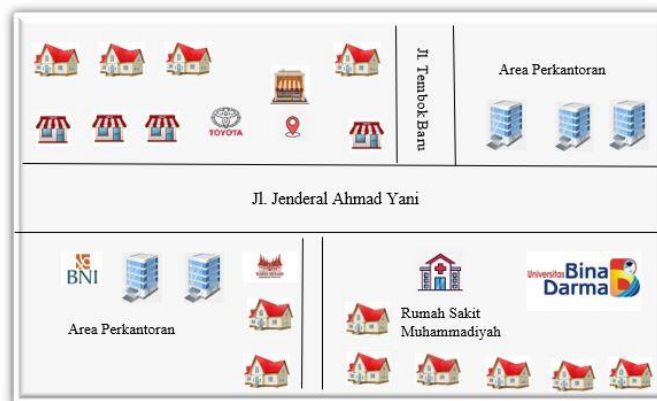 Jl. Tembok Baru
Area Perkantoran
TOYOTA
Jl. Jenderal Ahmad Yani
BNI
Area Perkantoran
Rumah Sakit
Muhammadiyah
Universitas Bina
Darma